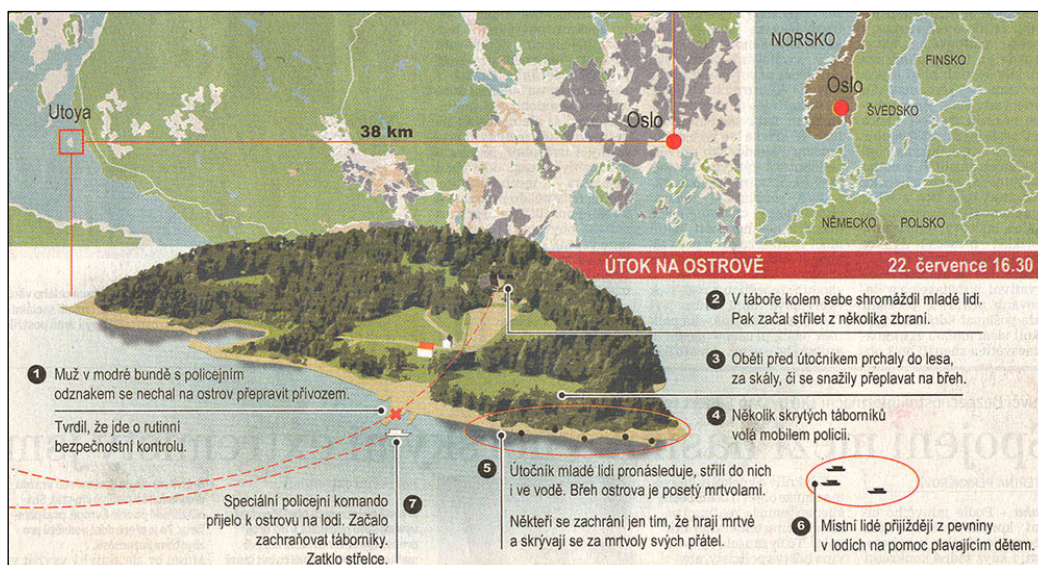 NORSKO
FINSKO
Oslo
ŠVÉDSKO
NĚMECKO
POLSKO
Utoya
38 km
Oslo
ÚTOK NA OSTROVĚ 22. července 16.30
1 Muž v modré bundě s policejním
odznakem se nechal na ostrov přepravit přívozem.
Tvrdil, že jde o rutinní
bezpečnostní kontrolu.
2 V táboře kolem sebe shromáždil mladé lidi.
Pak začal střílet z několika zbraní.
3 Oběti před útočníkem prchaly do lesa,
za skály, či se snažily přeplavat na břeh.
4 Několik skrytých táborníků
volá mobilem policii.
5 Útočník mladé lidi pronásleduje, střílí do nich
i ve vodě. Břeh ostrova je posetý mrtvolami.
Někteří se zachrání jen tím, že hrají mrtvé
a skrývají se za mrtvoly svých přátel.
6 Místní lidé přijíždějí z pevniny
v lodích na pomoc plavajícím dětem.
7 Speciální policejní komando
přijelo k ostrovu na lodi. Začalo
zachraňovat táborníky.
Zatklo střelce.